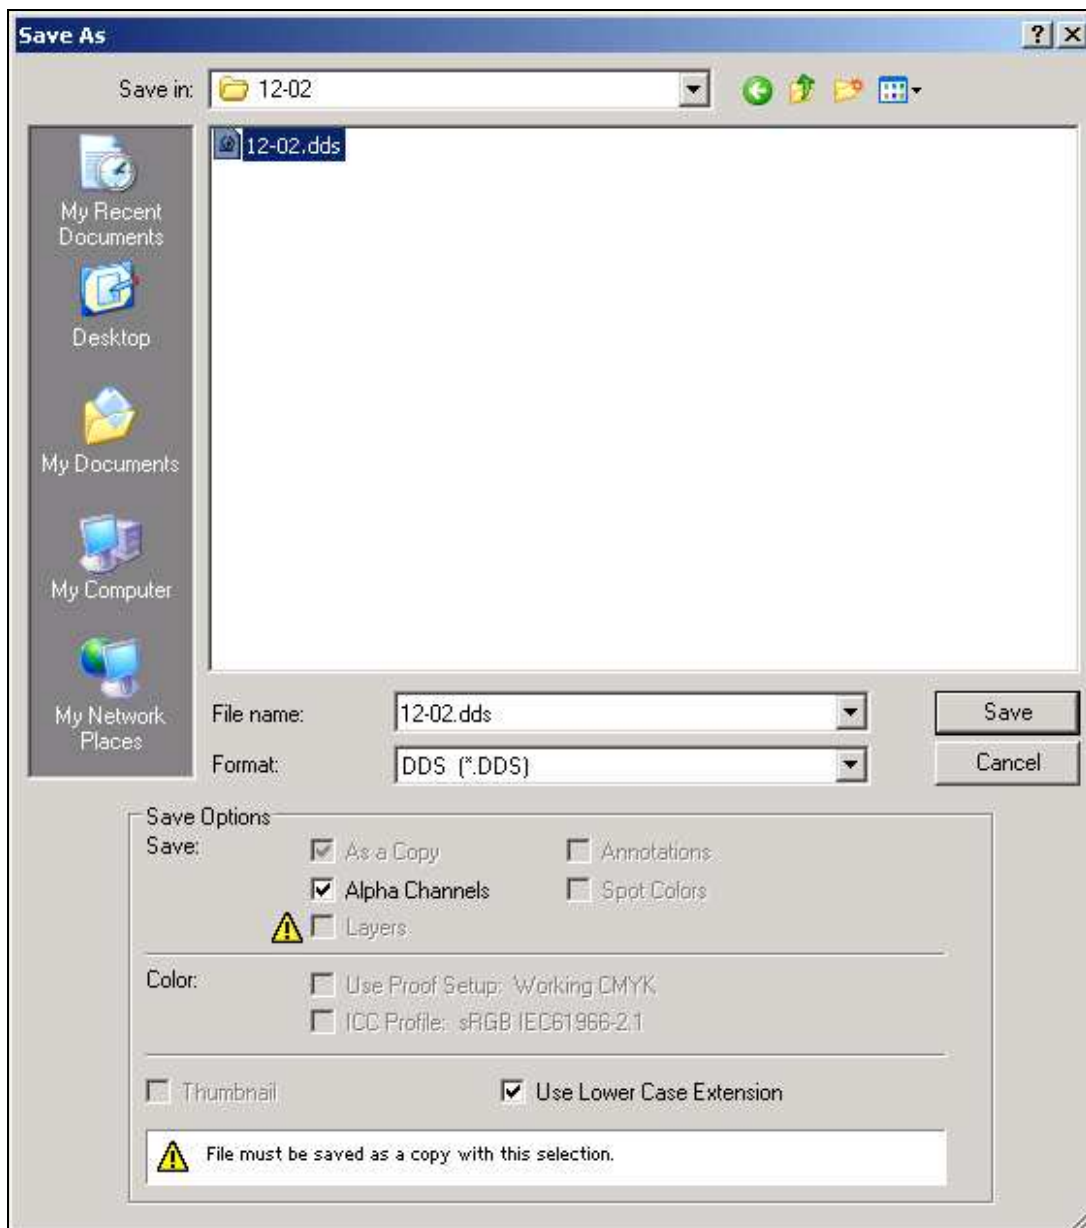 Save As
Save in: 12-02
12-02.dds
My Recent
Documents
Desktop
My Documents
My Computer
My Network
Places
File name: 12-02.dds Save
Format: DDS (*.DDS) Cancel
Save Options
Save: As a Copy Annotations
Alpha Channels Spot Colors
Layers
Color: Use Proof Setup: Working CMYK
ICC Profile: sRGB IEC61966-2.1
Thumbnail Use Lower Case Extension
File must be saved as a copy with this selection.